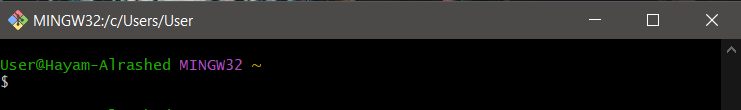 MINGW32:/c/Users/User
User@Hayam-Alrashed MINGW32 ~
$